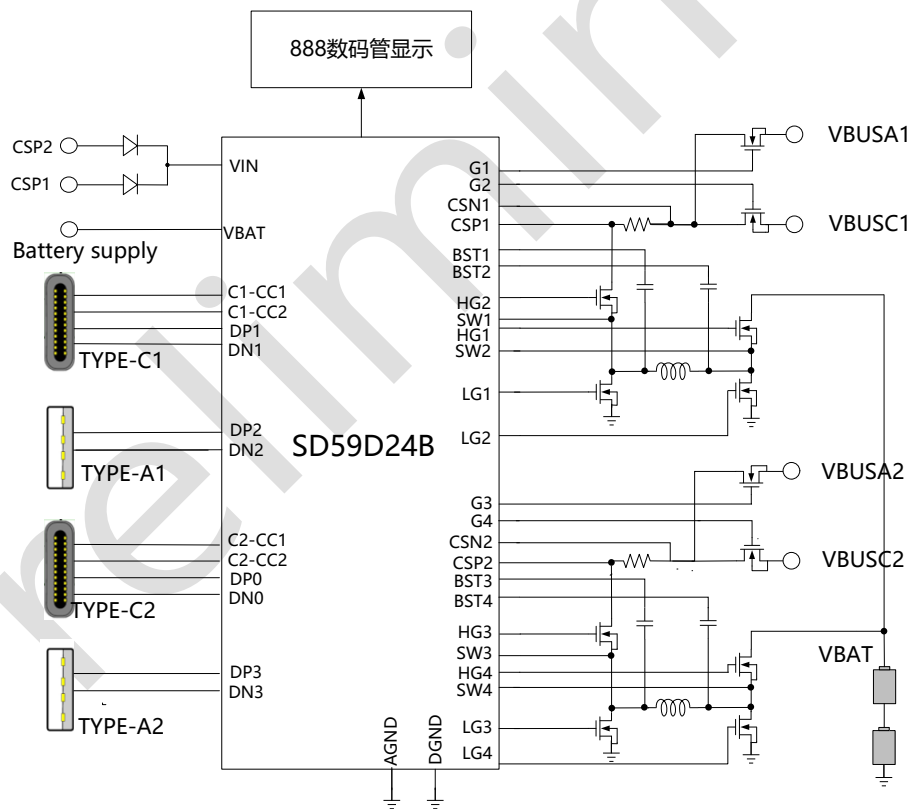 888数码管显示
CSP2
CSP1
VIN
VBAT
Battery supply
C1-CC1
C1-CC2
DP1
DN1
TYPE-C1
DP2
DN2
TYPE-A1
C2-CC1
C2-CC2
DP0
DN0
TYPE-C2
DP3
DN3
TYPE-A2
SD59D24B
AGND
DGND
G1
G2
CSN1
CSP1
BST1
BST2
HG2
SW1
HG1
SW2
LG1
LG2
G3
G4
CSN2
CSP2
BST3
BST4
HG3
SW3
HG4
SW4
LG3
LG4
VBUSA1
VBUSC1
VBUSA2
VBUSC2
VBAT
relimin